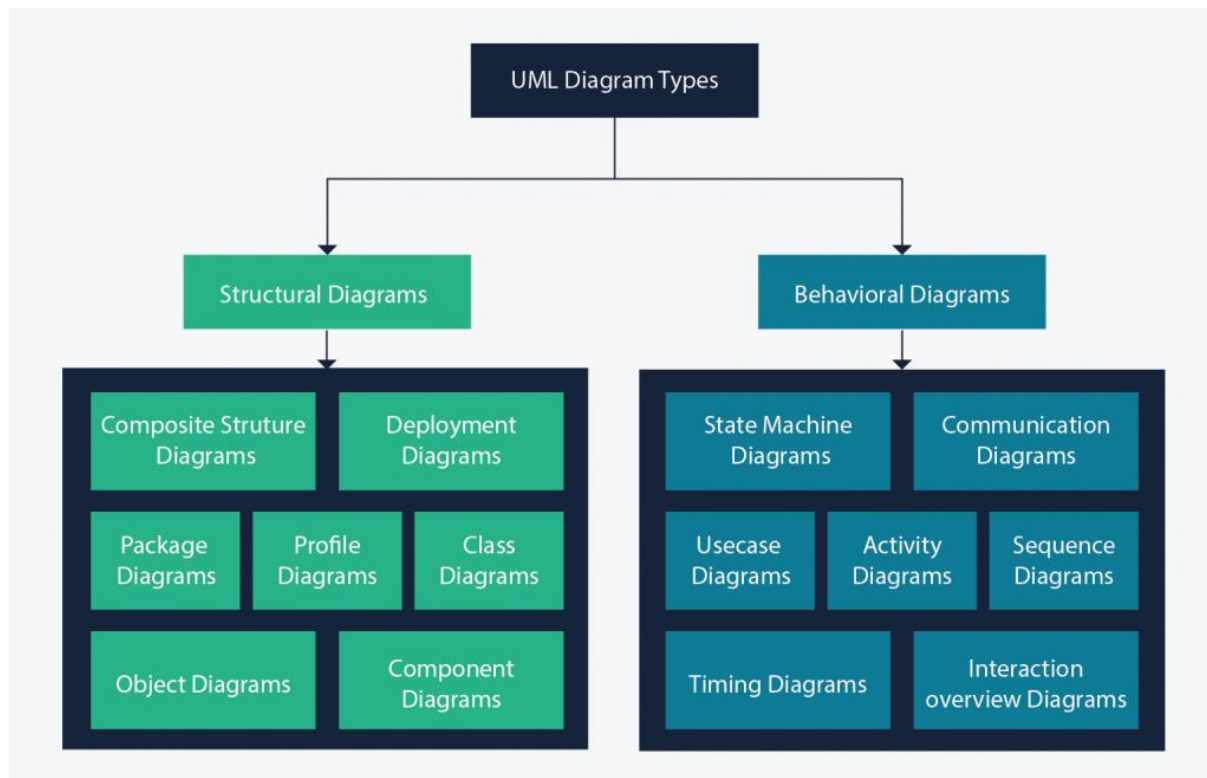 UML Diagram Types
Structural Diagrams
Behavioral Diagrams
Composite Struture
Diagrams
Deployment
Diagrams
Package
Diagrams
Profile
Diagrams
Class
Diagrams
Object Diagrams
Component
Diagrams
State Machine
Diagrams
Communication
Diagrams
Usecase
Diagrams
Activity
Diagrams
Sequence
Diagrams
Timing Diagrams
Interaction
overview Diagrams